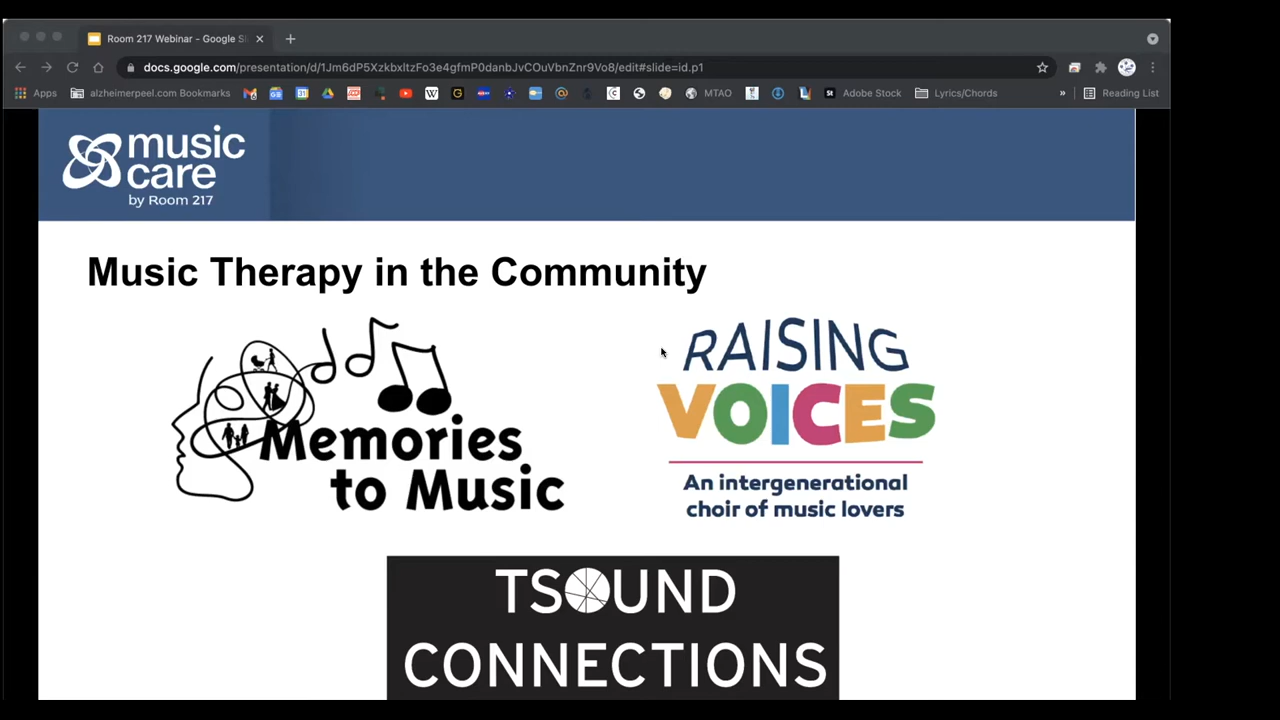 Room 217 Webinar - Google Sl
docs.google.com/presentation/d/1Jm6dP5XzkbxltzFo3e4gfmP0danbJvCOuVbnZnr9Vo8/edit#slide=id.p1
Apps
alzheimerpeel.com Bookmarks
MTAO
Adobe Stock
Lyrics/Chords
»
Reading List
music
care
by Room 217
Music Therapy in the Community
Memories
to Music
RAISING
VOICES
An intergenerational
choir of music lovers
TSOUND
CONNECTIONS